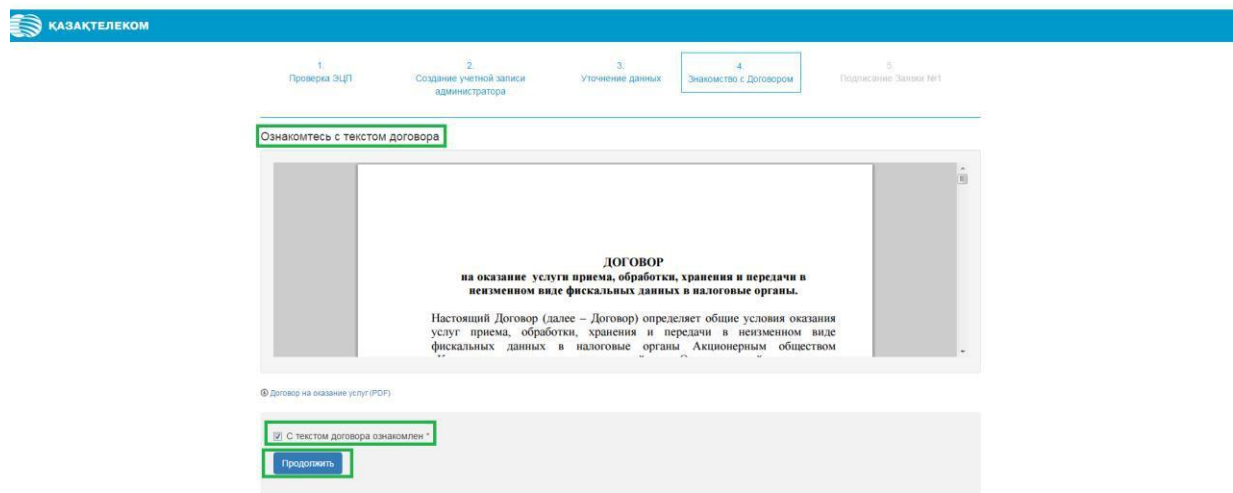 ҚАЗАҚТЕЛЕКОМ
1.
Проверка ЭЦП
2.
Создание учетной записи
администратора
3.
Уточнение данных
4
Знакомство с Договором
5.
Подписание Заявки №1
Ознакомтесь с текстом договора
ДОГОВОР
на оказание услуги приема, обработки, хранения и передачи в
неизменном виде фискальных данных в налоговые органы.
Настоящий Договор (далее – Договор) определяет общие условия оказания
услуг приема, обработки, хранения и передачи в неизменном виде
фискальных данных в налоговые органы Акционерным обществом
Договор на оказание услуг (PDF)
С текстом договора ознакомлен *
Продолжить